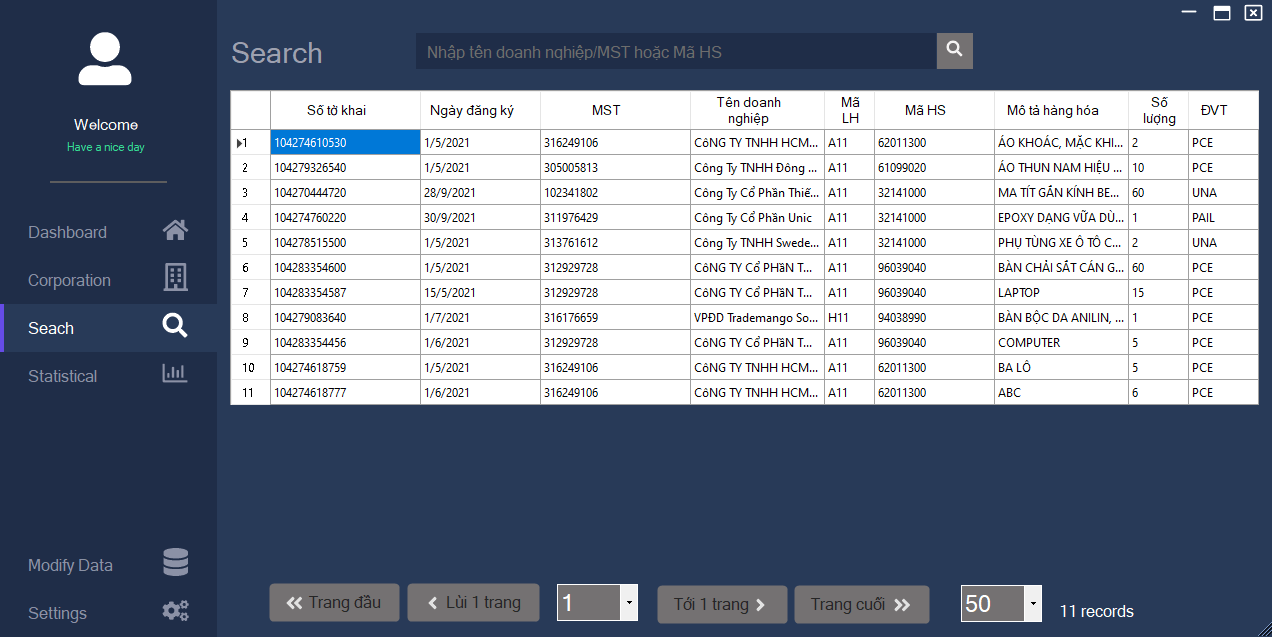 Welcome
Have a nice day
Dashboard
Corporation
Seach
Statistical
Modify Data
Settings
Search
Nhập tên doanh nghiệp/MST hoặc Mã HS
Số tờ khai Ngày đăng ký MST Tên doanh nghiệp Mã LH Mã HS Mô tả hàng hóa Số lượng ĐVT
1 104274610530 1/5/2021 316249106 CôNG TY TNHH HCM... A11 62011300 ÁO KHOÁC, MẶC KHI... 2 PCE
2 104279326540 1/5/2021 305005813 Công Ty TNHH Đông ... A11 61099020 ÁO THUN NAM HIỆU ... 10 PCE
3 104270444720 28/9/2021 102341802 Công Ty Cổ Phần Thiế... A11 32141000 MA TÍT GẮN KÍNH BE... 60 UNA
4 104274760220 30/9/2021 311976429 Công Ty Cổ Phần Unic A11 32141000 EPOXY DẠNG VỮA DÙ... 1 PAIL
5 104278515500 1/5/2021 313761612 Công Ty TNHH Swede... A11 32141000 PHỤ TÙNG XE Ô TÔ C... 2 UNA
6 104283354600 1/5/2021 312929728 CôNG TY Cổ PHầN T... A11 96039040 BÀN CHẢI SẮT CÁN G... 60 PCE
7 104283354587 15/5/2021 312929728 CôNG TY Cổ PHầN T... A11 96039040 LAPTOP 15 PCE
8 104279083640 1/7/2021 316176659 VPĐD Trademango So... H11 94038990 BÀN BỘC DA ANILIN, ... 1 PCE
9 104283354456 1/6/2021 312929728 CôNG TY Cổ PHầN T... A11 96039040 COMPUTER 5 PCE
10 104274618759 1/5/2021 316249106 CôNG TY TNHH HCM... A11 62011300 BA LÔ 5 PCE
11 104274618777 1/6/2021 316249106 CôNG TY TNHH HCM... A11 62011300 ABC 6 PCE
Trang đầu Lùi 1 trang 1 Tới 1 trang Trang cuối 50 11 records